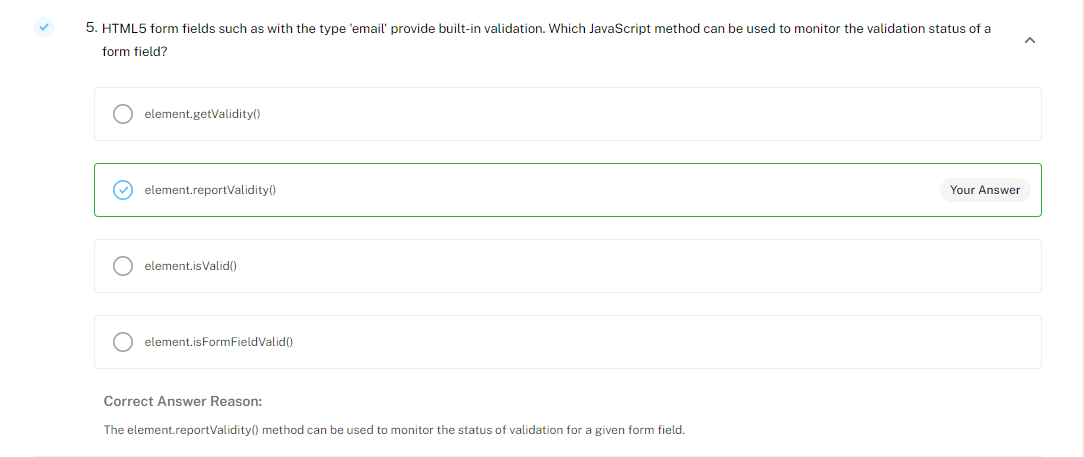 5. HTML5 form fields such as with the type 'email' provide built-in validation. Which JavaScript method can be used to monitor the validation status of a
form field?
element.getValidity()
element.reportValidity()
Your Answer
element.isValid()
element.isFormFieldValid()
Correct Answer Reason:
The element.reportValidity() method can be used to monitor the status of validation for a given form field.